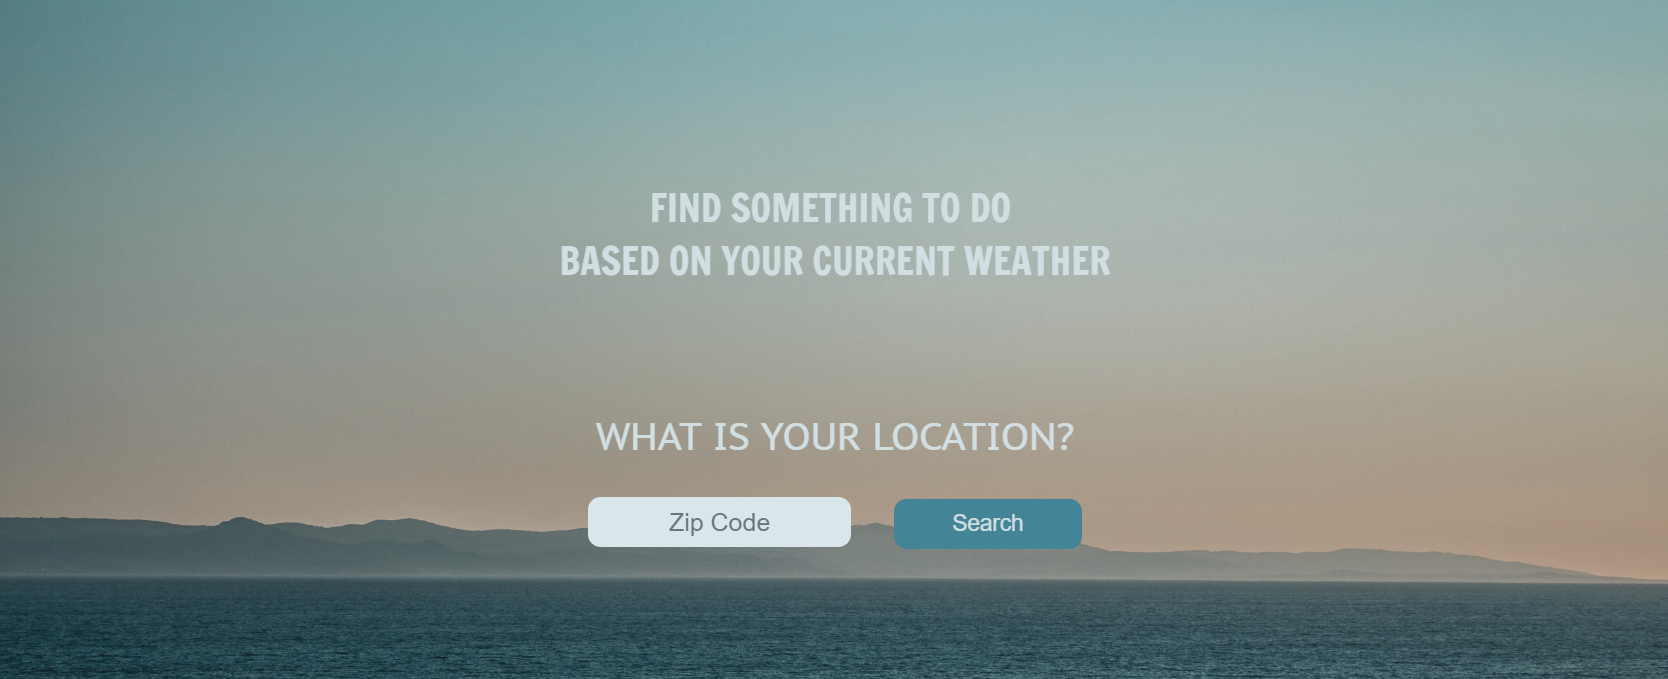 FIND SOMETHING TO DO
BASED ON YOUR CURRENT WEATHER
WHAT IS YOUR LOCATION?
Zip Code
Search